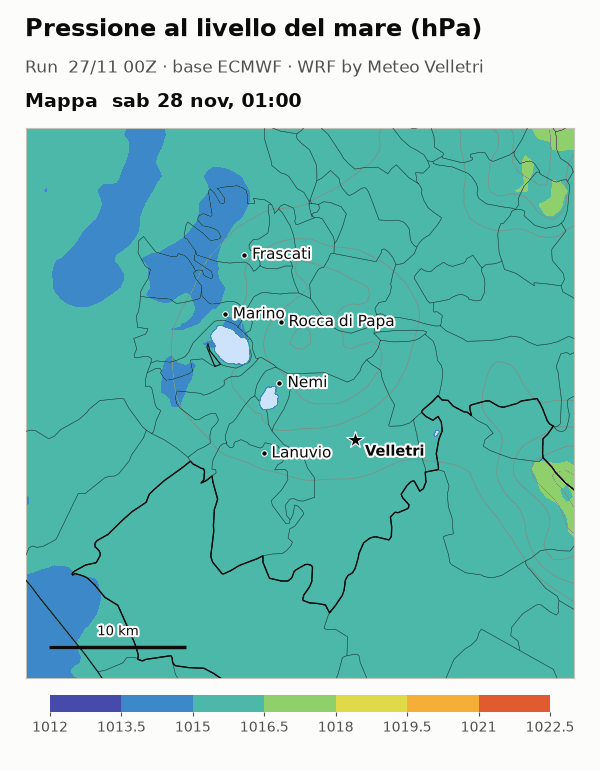 Pressione al livello del mare (hPa)
Run  27/11 00Z · base ECMWF · WRF by Meteo Velletri
Mappa  sab 28 nov, 01:00
Frascati
Marino
Rocca di Papa
Nemi
Velletri
Lanuvio
10 km
1012 1013.5 1015 1016.5 1018 1019.5 1021 1022.5